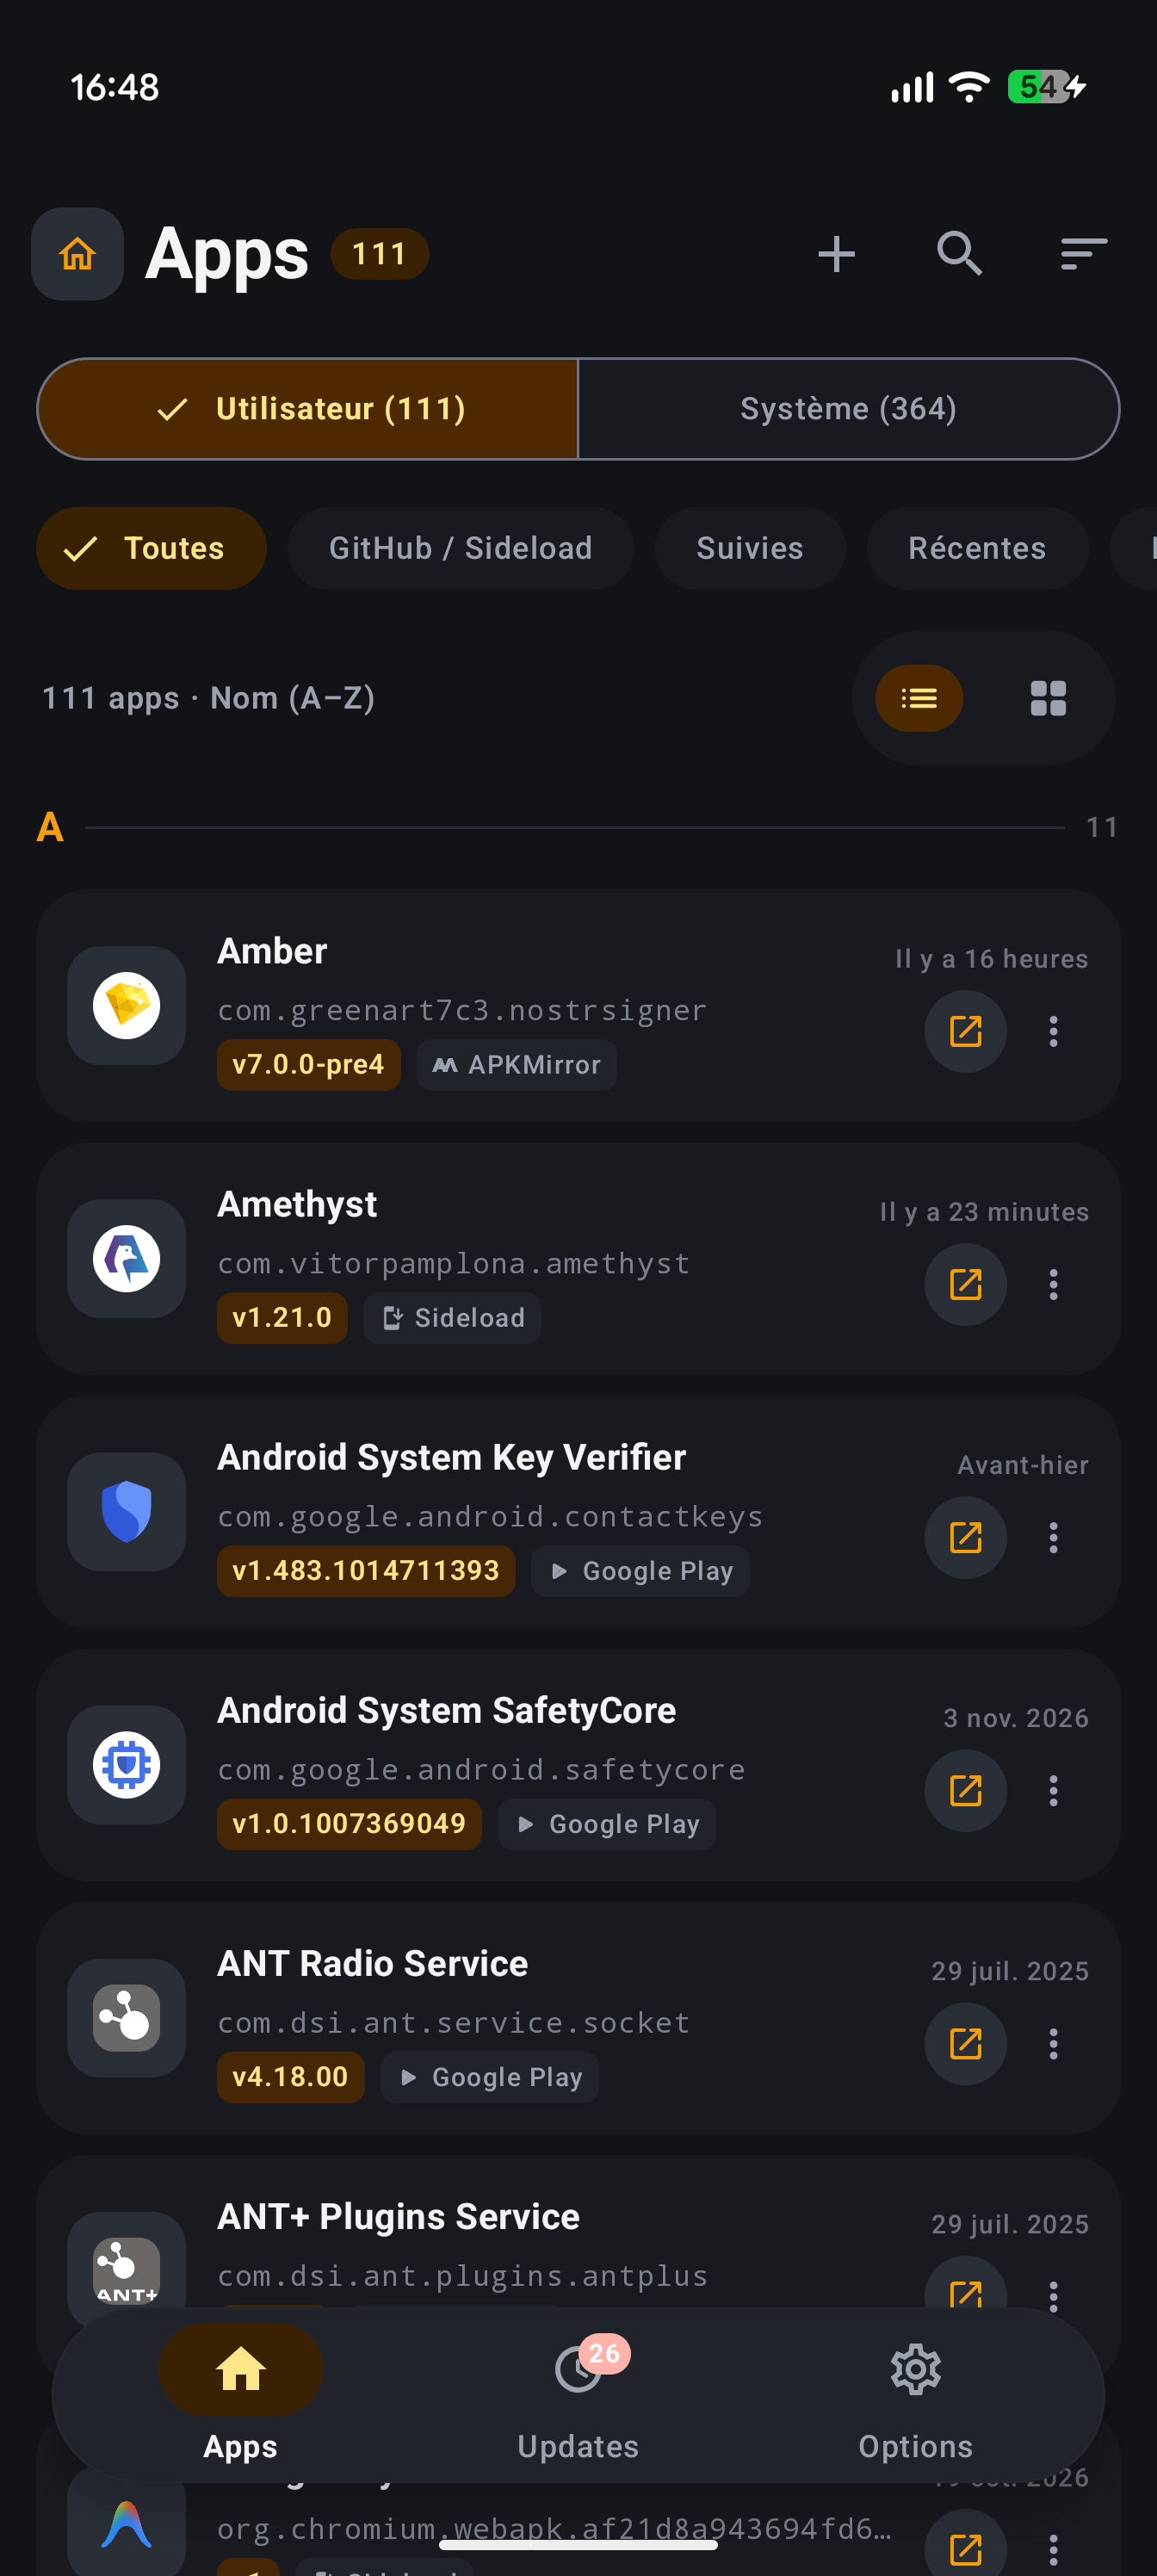 16:48
54
Apps 111
Utilisateur (111)
Système (364)
Toutes
GitHub / Sideload
Suivies
Récentes
111 apps · Nom (A–Z)
A
11
Amber
Il y a 16 heures
com.greenart7c3.nostrsigner
v7.0.0-pre4
APKMirror
Amethyst
Il y a 23 minutes
com.vitorpamplona.amethyst
v1.21.0
Sideload
Android System Key Verifier
Avant-hier
com.google.android.contactkeys
v1.483.1014711393
Google Play
Android System SafetyCore
3 nov. 2026
com.google.android.safetycore
v1.0.1007369049
Google Play
ANT Radio Service
29 juil. 2025
com.dsi.ant.service.socket
v4.18.00
Google Play
ANT+ Plugins Service
29 juil. 2025
com.dsi.ant.plugins.antplus
ANT+
26
Apps
Updates
Options
2026
org.chromium.webapk.af21d8a943694fd6…